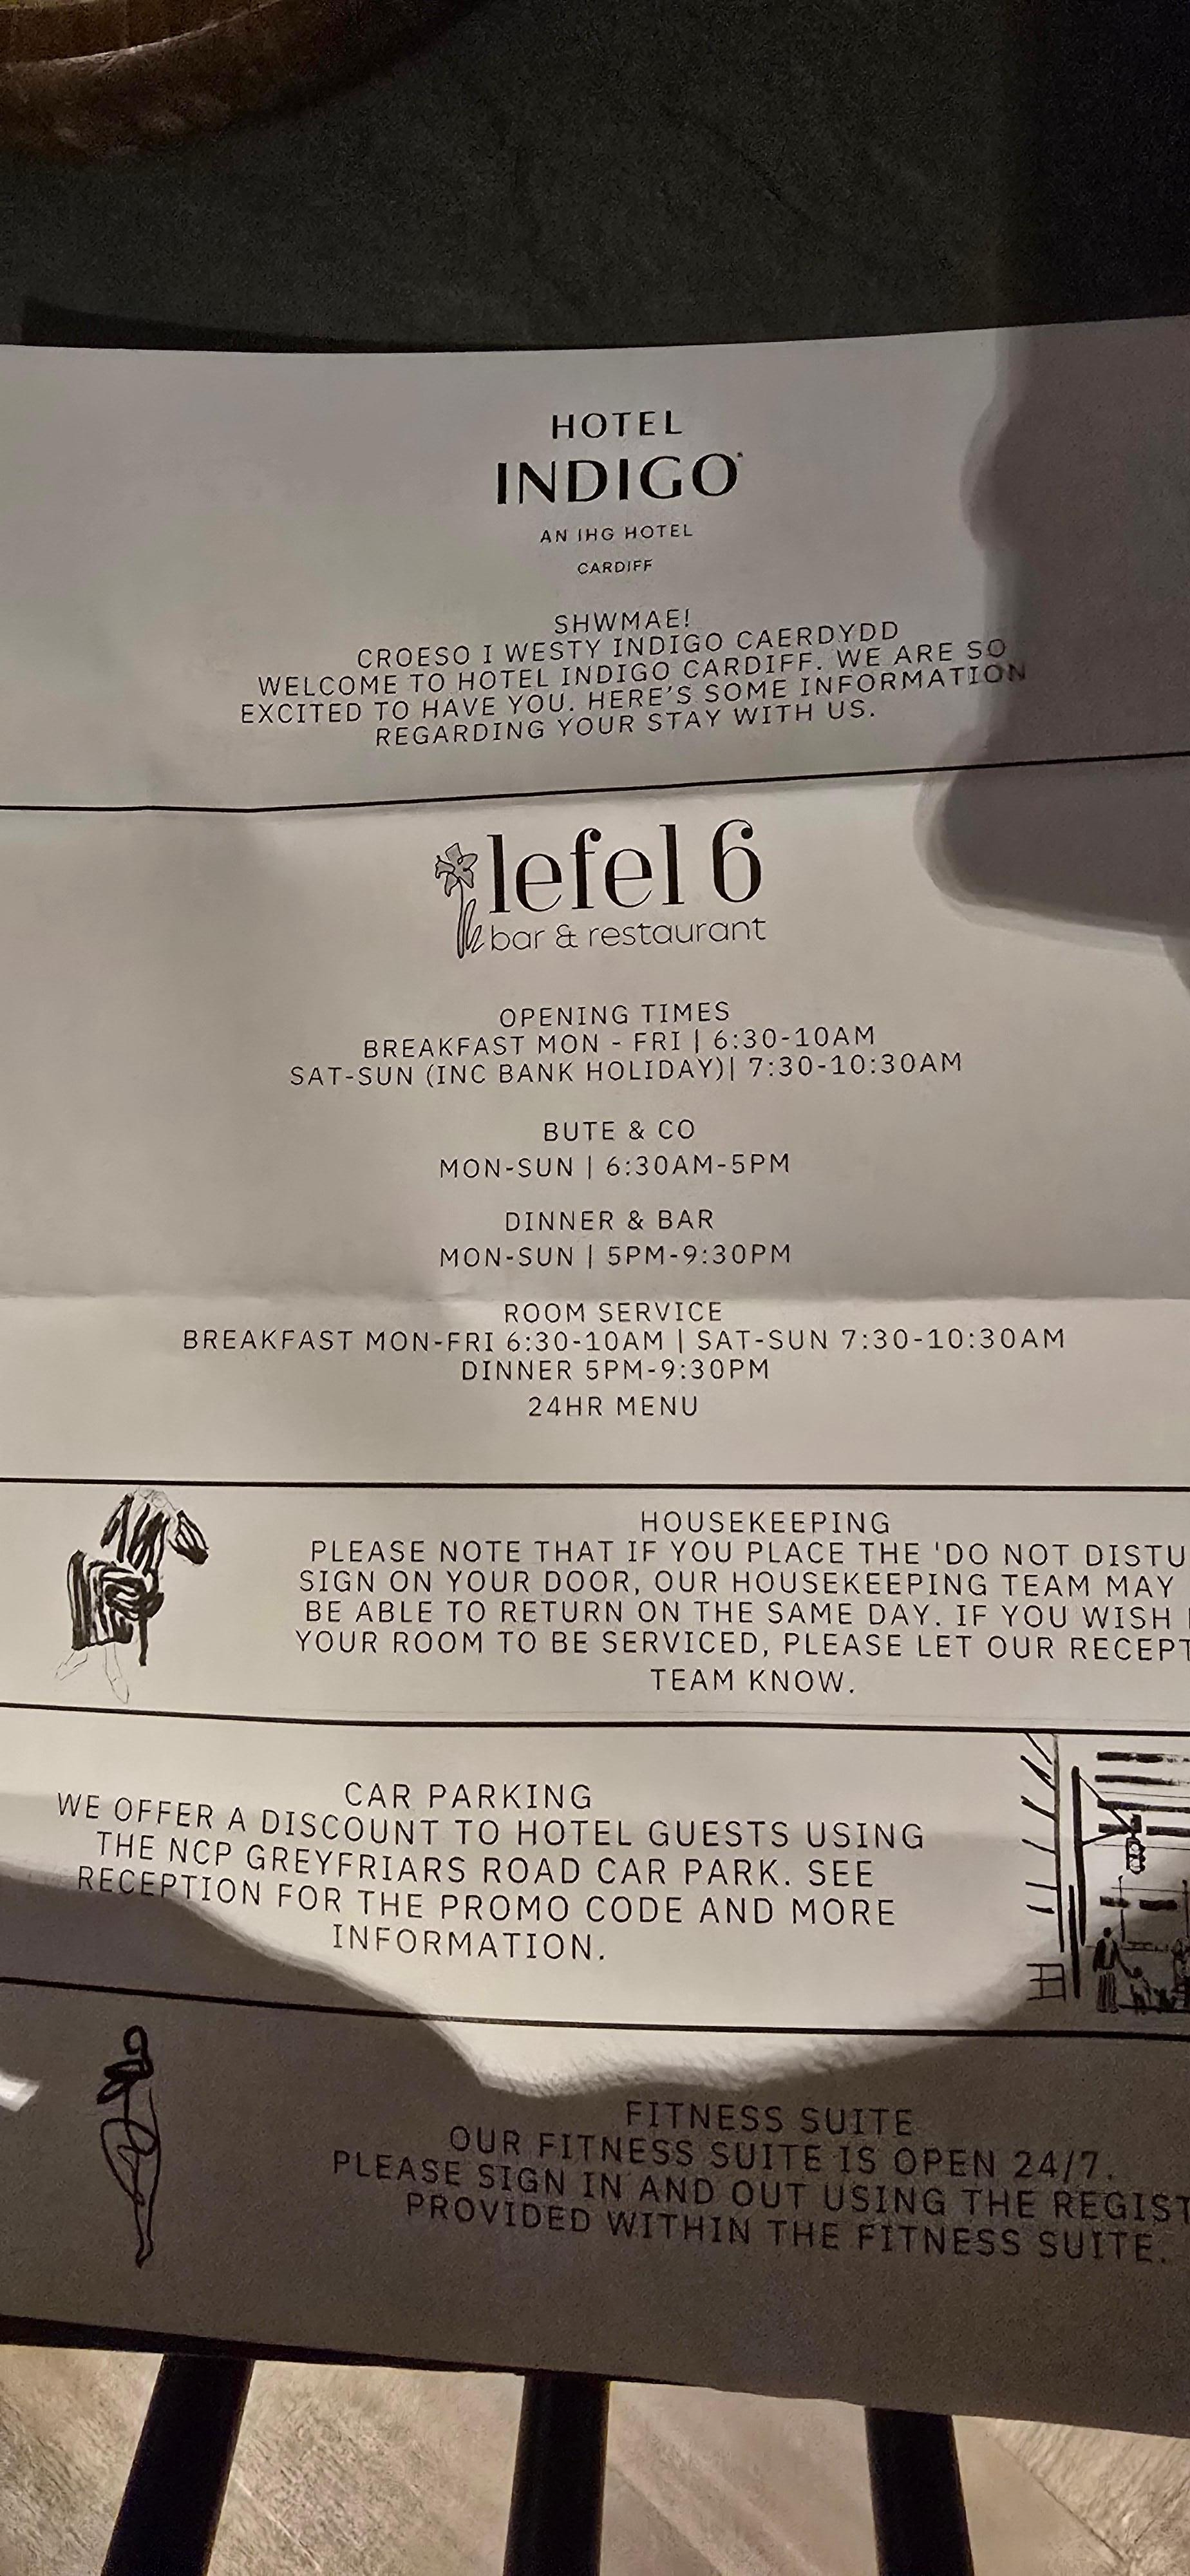 HOTEL
INDIGO
AN IHG HOTEL
CARDIFF
SHWMAE!
CROESO I WESTY INDIGO CAERDYDD
WELCOME TO HOTEL INDIGO CARDIFF. WE ARE SO
EXCITED TO HAVE YOU. HERE'S SOME INFORMATION
REGARDING YOUR STAY WITH US.
lefel 6
bar & restaurant
OPENING TIMES
BREAKFAST MON - FRI | 6:30-10AM
SAT-SUN (INC BANK HOLIDAY)| 7:30-10:30AM
BUTE & CO
MON-SUN | 6:30AM-5PM
DINNER & BAR
MON-SUN | 5PM-9:30PM
ROOM SERVICE
BREAKFAST MON-FRI 6:30-10AM | SAT-SUN 7:30-10:30AM
DINNER 5PM-9:30PM
24HR MENU
HOUSEKEEPING
PLEASE NOTE THAT IF YOU PLACE THE 'DO NOT DISTU
SIGN ON YOUR DOOR, OUR HOUSEKEEPING TEAM MAY
BE ABLE TO RETURN ON THE SAME DAY. IF YOU WISH
YOUR ROOM TO BE SERVICED, PLEASE LET OUR RECEPT
TEAM KNOW.
CAR PARKING
WE OFFER A DISCOUNT TO HOTEL GUESTS USING
THE NCP GREYFRIARS ROAD CAR PARK. SEE
RECEPTION FOR THE PROMO CODE AND MORE
INFORMATION.
FITNESS SUITE
OUR FITNESS SUITE IS OPEN 24/7.
PLEASE SIGN IN AND OUT USING THE REGIST
PROVIDED WITHIN THE FITNESS SUITE.